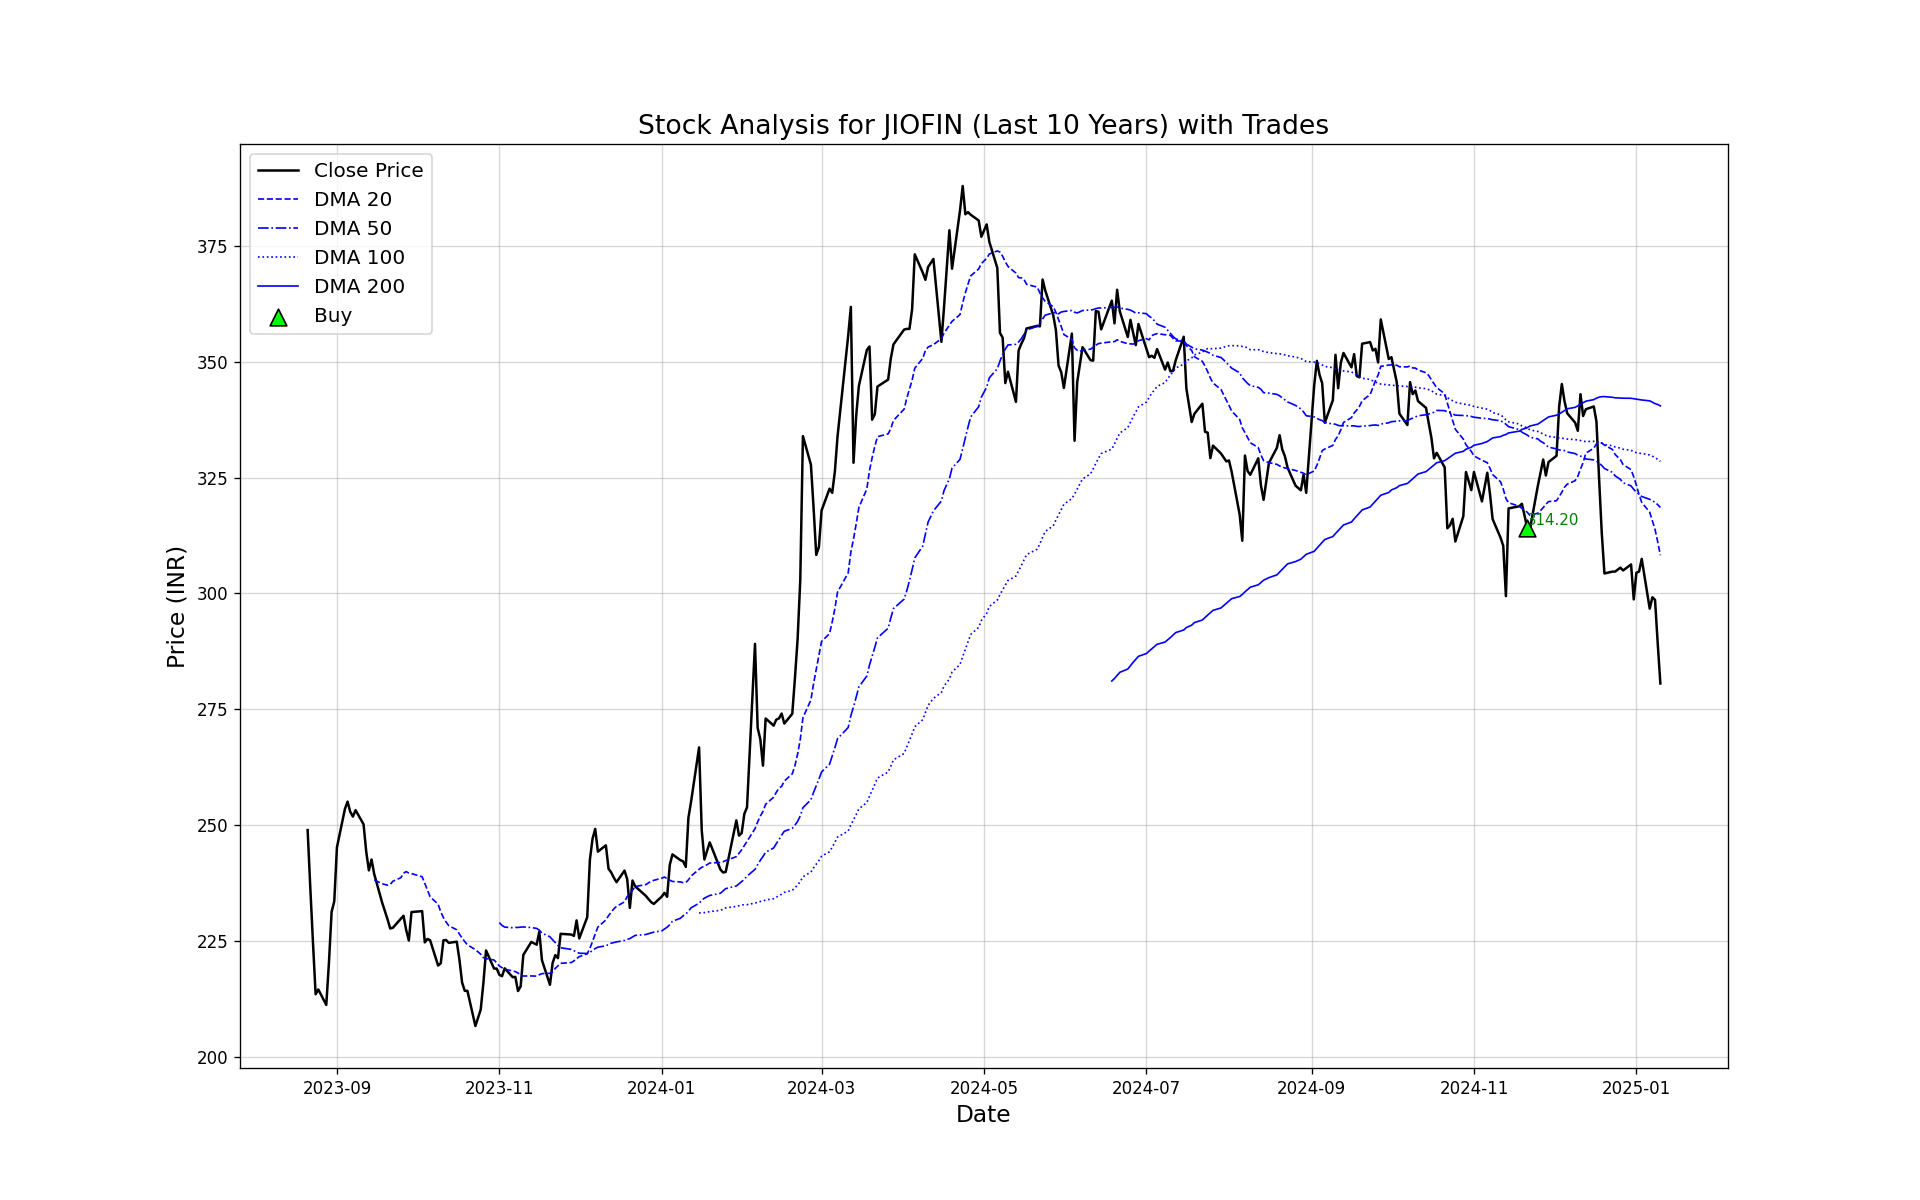 Stock Analysis for JIOFIN (Last 10 Years) with Trades
Close Price
DMA 20
DMA 50
DMA 100
DMA 200
Buy
375
350
325
300
275
250
225
200
Price (INR)
314.20
2023-09 2023-11 2024-01 2024-03 2024-05 2024-07 2024-09 2024-11 2025-01
Date